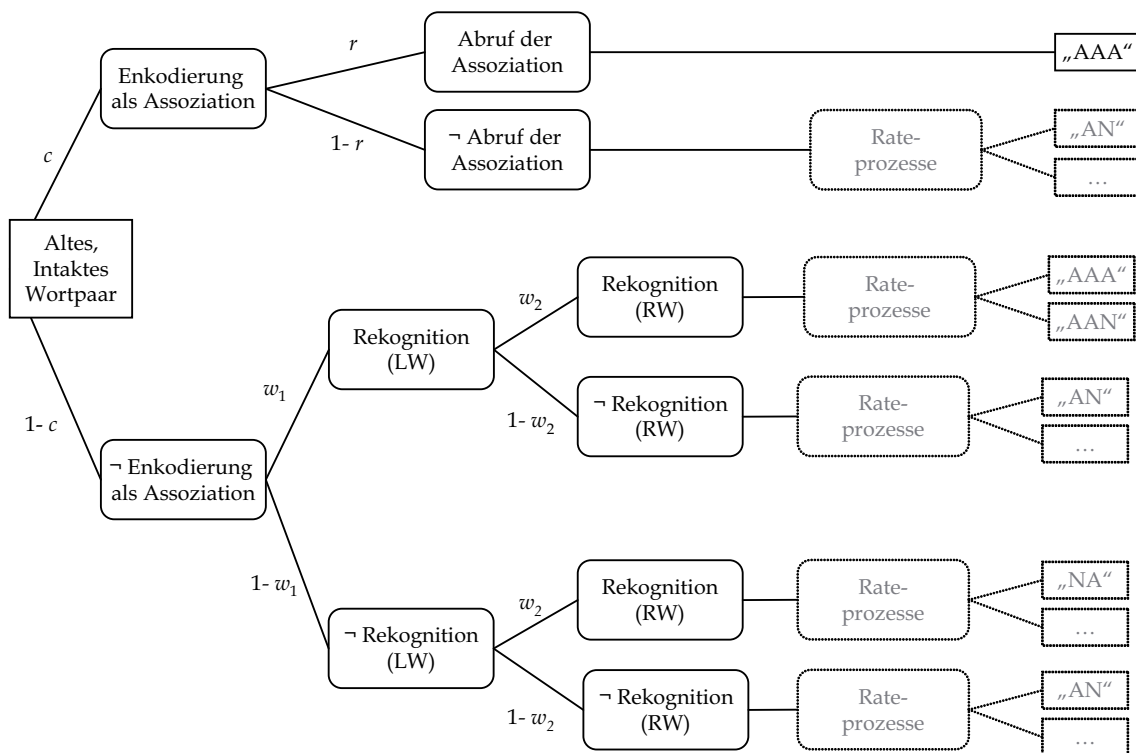 r
Abruf der
Assoziation
„AAA“
Enkodierung
als Assoziation
c
1- r
¬ Abruf der
Assoziation
Rate-
prozesse
„AN“
...
Altes,
Intaktes
Wortpaar
1- c
¬ Enkodierung
als Assoziation
w1
Rekognition
(LW)
w2
Rekognition
(RW)
Rate-
prozesse
„AAA“
„AAN“
1- w2
¬ Rekognition
(RW)
Rate-
prozesse
„AN“
...
1- w1
¬ Rekognition
(LW)
w2
Rekognition
(RW)
Rate-
prozesse
„NA“
...
1- w2
¬ Rekognition
(RW)
Rate-
prozesse
„AN“
...